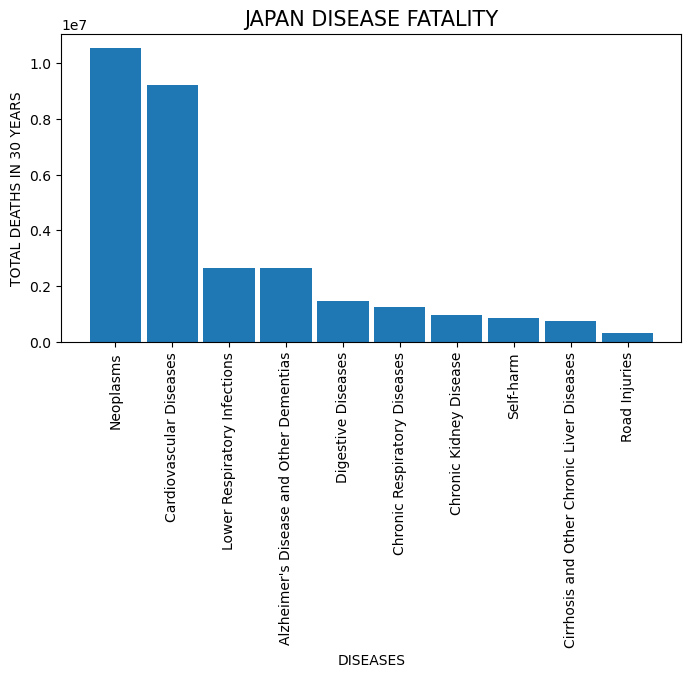 JAPAN DISEASE FATALITY
1e7
TOTAL DEATHS IN 30 YEARS
1.0
0.8
0.6
0.4
0.2
0.0
Neoplasms
Cardiovascular Diseases
Lower Respiratory Infections
Alzheimer's Disease and Other Dementias
Digestive Diseases
Chronic Respiratory Diseases
Chronic Kidney Disease
Self-harm
Cirrhosis and Other Chronic Liver Diseases
Road Injuries
DISEASES